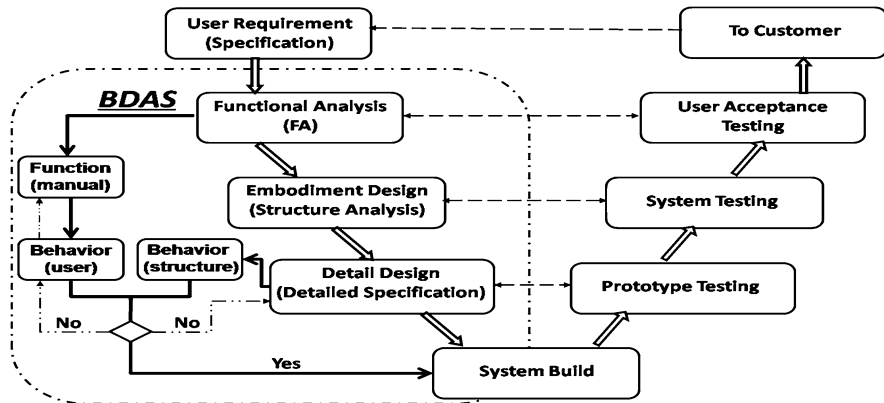 User Requirement
(Specification)
To Customer
BDAS
Functional Analysis
(FA)
User Acceptance
Testing
Function
(manual)
Embodiment Design
(Structure Analysis)
System Testing
Behavior
(user)
Behavior
(structure)
Detail Design
(Detailed Specification)
Prototype Testing
No
No
Yes
System Build